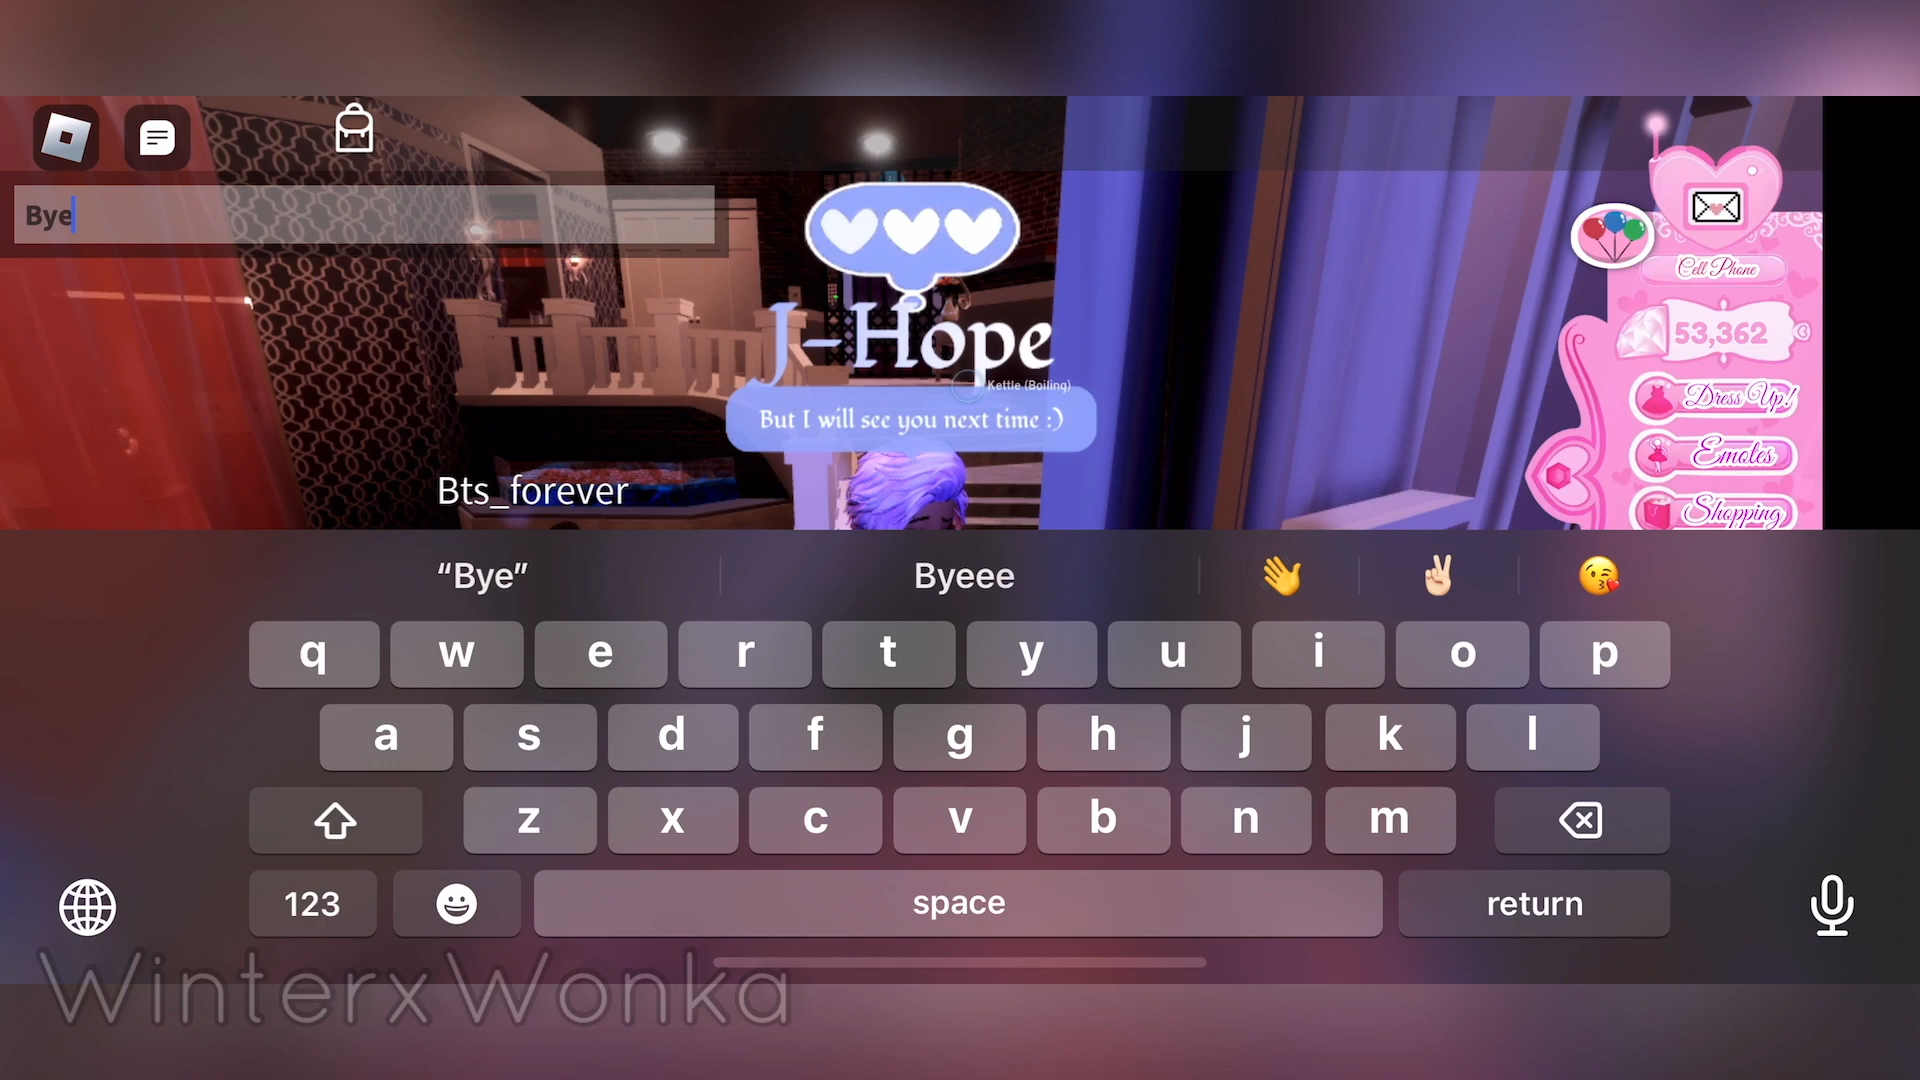 Bye
Cell Phone
53,362
J-Hope
Kettle (Boiling)
Dress Up!
But I will see you next time :)
Emotes
Bts_forever
Shopping
“Bye”
Byeee
q w e r t y u i o p
a s d f g h j k l
z x c v b n m
123
space
return
WinterxWonka